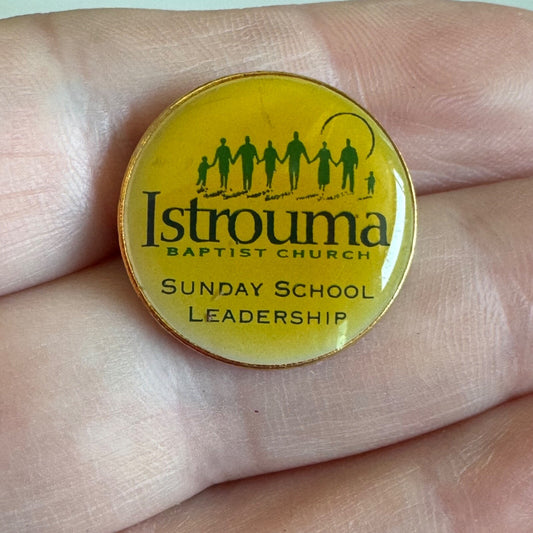 Istrouma
BAPTIST CHURCH
SUNDAY SCHOOL
LEADERSHIP